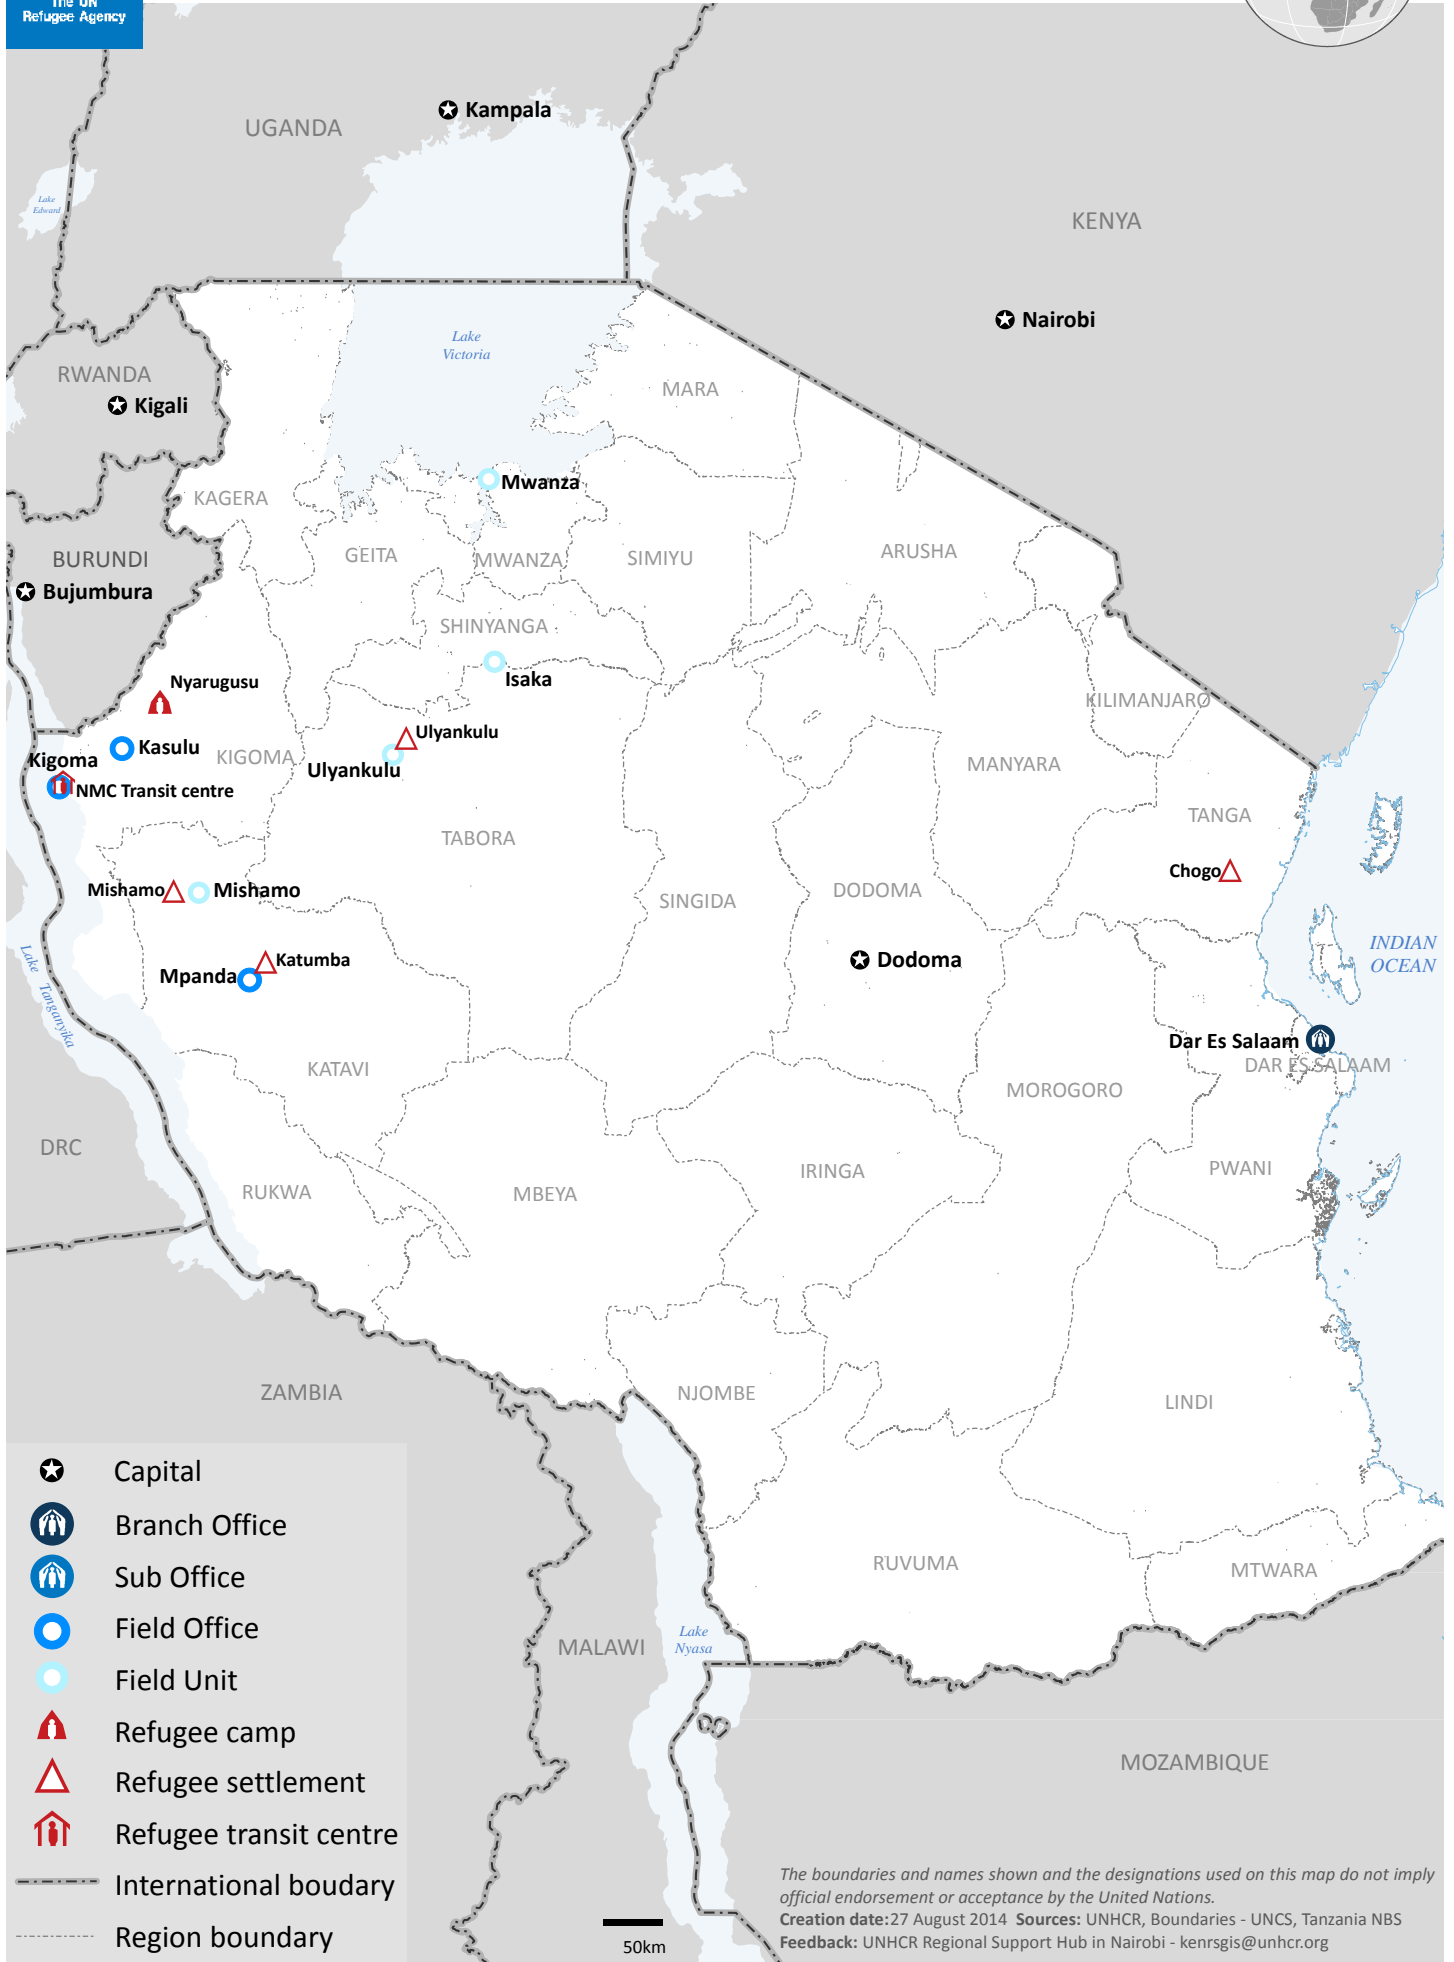 The UN
Refugee Agency
Kampala
UGANDA
Lake
Edward
KENYA
Nairobi
Lake
Victoria
RWANDA
Kigali
MARA
Mwanza
KAGERA
BURUNDI
GEITA
MWANZA
SIMIYU
ARUSHA
Bujumbura
SHINYANGA
Isaka
Nyarugusu
KILIMANJARO
Ulyankulu
Kasulu
KIGOMA
Kigoma
Ulyankulu
MANYARA
NMC Transit centre
TANGA
TABORA
Chogo
Mishamo
Mishamo
DODOMA
SINGIDA
INDIAN
OCEAN
Katumba
Dodoma
Mpanda
Lake Tanganyika
Dar Es Salaam
DAR ES SALAAM
KATAVI
MOROGORO
DRC
PWANI
IRINGA
RUKWA
MBEYA
ZAMBIA
NJOMBE
LINDI
RUVUMA
MTWARA
Lake
Nyasa
MALAWI
MOZAMBIQUE
Capital
Branch Office
Sub Office
Field Office
Field Unit
Refugee camp
Refugee settlement
Refugee transit centre
International boudary
Region boundary
50km
The boundaries and names shown and the designations used on this map do not imply
official endorsement or acceptance by the United Nations.
Creation date:27 August 2014 Sources: UNHCR, Boundaries - UNCS, Tanzania NBS
Feedback: UNHCR Regional Support Hub in Nairobi - kenrsgis@unhcr.org